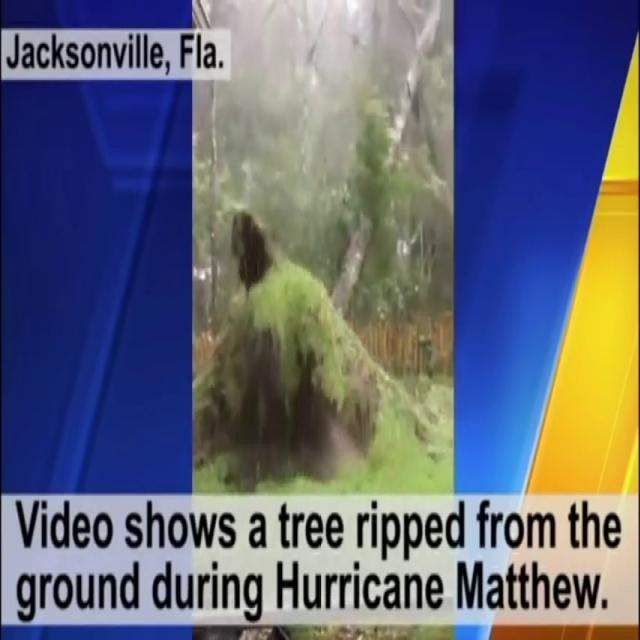 Jacksonville, Fla.
Video shows a tree ripped from the
ground during Hurricane Matthew.